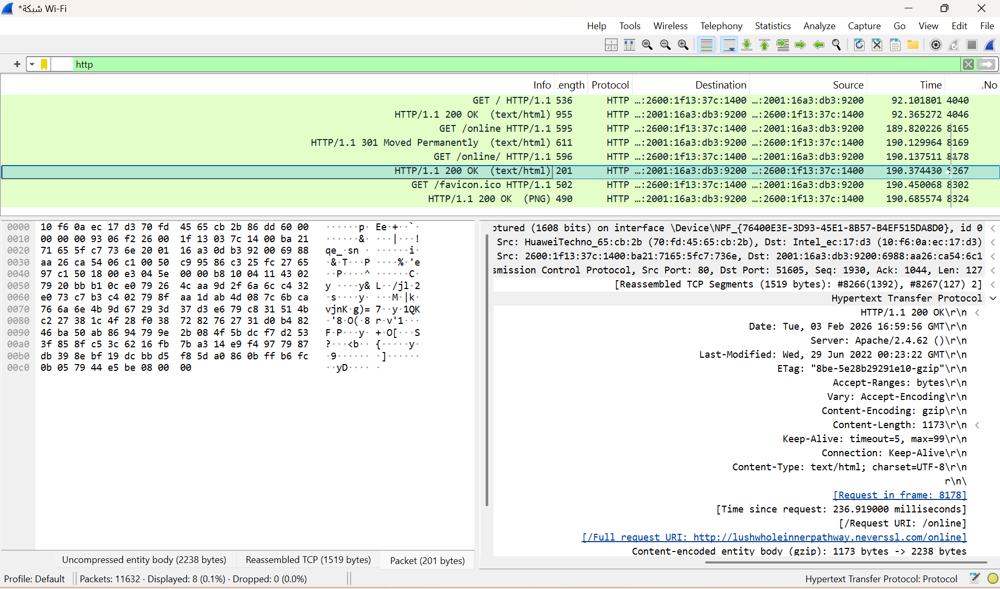 *شبكة Wi-Fi
Help Tools Wireless Telephony Statistics Analyze Capture Go View Edit File
http
Info .ength Protocol Destination Source Time .No
GET / HTTP/1.1 536 HTTP …:2600:1f13:37c:1400 …:2001:16a3:db3:9200 92.101801 4040
HTTP/1.1 200 OK (text/html) 955 HTTP …:2001:16a3:db3:9200 …:2600:1f13:37c:1400 92.365272 4046
GET /online HTTP/1.1 595 HTTP …:2600:1f13:37c:1400 …:2001:16a3:db3:9200 189.820226 8165
HTTP/1.1 301 Moved Permanently (text/html) 611 HTTP …:2001:16a3:db3:9200 …:2600:1f13:37c:1400 190.129964 8169
GET /online/ HTTP/1.1 596 HTTP …:2600:1f13:37c:1400 …:2001:16a3:db3:9200 190.137511 8178
HTTP/1.1 200 OK (text/html) 201 HTTP …:2001:16a3:db3:9200 …:2600:1f13:37c:1400 190.374430 8267
GET /favicon.ico HTTP/1.1 502 HTTP …:2600:1f13:37c:1400 …:2001:16a3:db3:9200 190.450068 8302
HTTP/1.1 200 OK (PNG) 490 HTTP …:2001:16a3:db3:9200 …:2600:1f13:37c:1400 190.685574 8324
0000 10 f6 0a ec 17 d3 70 fd 45 65 cb 2b 86 dd 60 00 ······p· Ee·+··`·
0010 00 00 00 93 06 f2 26 00 1f 13 03 7c 14 00 ba 21 ······&· ···|···!
0020 71 65 5f c7 73 6e 20 01 16 a3 0d b3 92 00 69 88 qe_·sn · ······i·
0030 aa 26 ca 54 06 c1 00 50 c9 95 86 c3 25 fc 27 65 ·&·T···P ····%·'e
0040 97 c1 50 18 00 e3 04 5e 00 00 b8 10 04 11 43 02 ··P····^ ······C·
0050 79 20 bb b1 0c e0 79 26 4c aa 9d 2f 6a 6c c4 32 y ····y& L··/jl·2
0060 e0 73 c7 b3 c4 02 79 8f aa 1d ab 4d 08 7c 6b ca ·s····y· ···M·|k·
0070 76 6a 6e 4b 9d 67 29 3d 37 d3 e6 79 c8 31 51 4b vjnK·g)= 7··y·1QK
0080 c2 27 38 1c 4f 28 f0 38 72 82 76 27 31 d0 b4 82 ·'8·O(·8 r·v'1···
0090 46 ba 50 ab 86 94 79 9e 2b 08 4f 5b dc f7 d2 53 F·P···y· +·O[···S
00a0 3f 85 8f c5 3c 62 16 fb 7b a3 14 e9 f4 97 79 87 ?···<b·· {·····y·
00b0 db 39 8e bf 19 dc bb d5 f8 5d a0 86 0b ff b6 fc ·9······ ·]······
00c0 0b 05 79 44 e5 be 08 00 00 ··yD···· ·
ptured (1608 bits) on interface \Device\NPF_{76400E3E-3D93-45E1-8B57-B4EF515DA8D0}, id 0
Src: HuaweiTechno_65:cb:2b (70:fd:45:65:cb:2b), Dst: Intel_ec:17:d3 (10:f6:0a:ec:17:d3)
Src: 2600:1f13:37c:1400:ba21:7165:5fc7:736e, Dst: 2001:16a3:db3:9200:6988:aa26:ca54:6c1
smission Control Protocol, Src Port: 80, Dst Port: 51605, Seq: 1930, Ack: 1044, Len: 127
[Reassembled TCP Segments (1519 bytes): #8266(1392), #8267(127) 2]
Hypertext Transfer Protocol
HTTP/1.1 200 OK\r\n
Date: Tue, 03 Feb 2026 16:59:56 GMT\r\n
Server: Apache/2.4.62 ()\r\n
Last-Modified: Wed, 29 Jun 2022 00:23:22 GMT\r\n
ETag: "8be-5e28b29291e10-gzip"\r\n
Accept-Ranges: bytes\r\n
Vary: Accept-Encoding\r\n
Content-Encoding: gzip\r\n
Content-Length: 1173\r\n
Keep-Alive: timeout=5, max=99\r\n
Connection: Keep-Alive\r\n
Content-Type: text/html; charset=UTF-8\r\n
r\n\
[Request in frame: 8178]
[Time since request: 236.919000 milliseconds]
[/Request URI: /online]
[/Full request URI: http://lushwholeinnerpathway.neverssl.com/online]
Content-encoded entity body (gzip): 1173 bytes -> 2238 bytes
Uncompressed entity body (2238 bytes) Reassembled TCP (1519 bytes) Packet (201 bytes)
Profile: Default Packets: 11632 · Displayed: 8 (0.1%) · Dropped: 0 (0.0%) Hypertext Transfer Protocol: Protocol